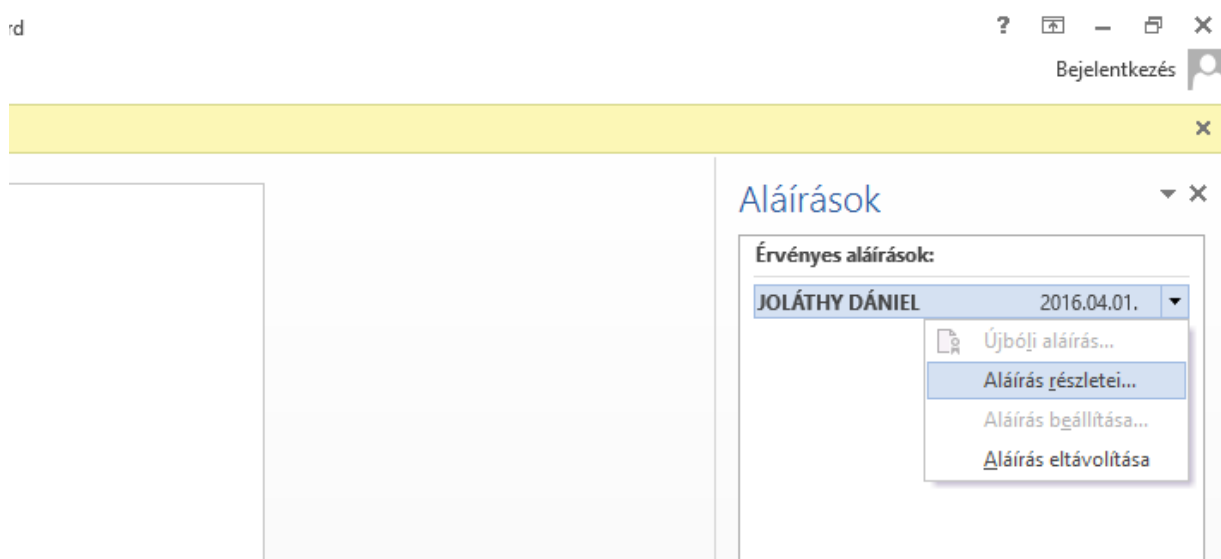 rd
?
Bejelentkezés
Aláírások
Érvényes aláírások:
JOLÁTHY DÁNIEL 2016.04.01.
Újbóli aláírás...
Aláírás részletei...
Aláírás beállítása...
Aláírás eltávolítása